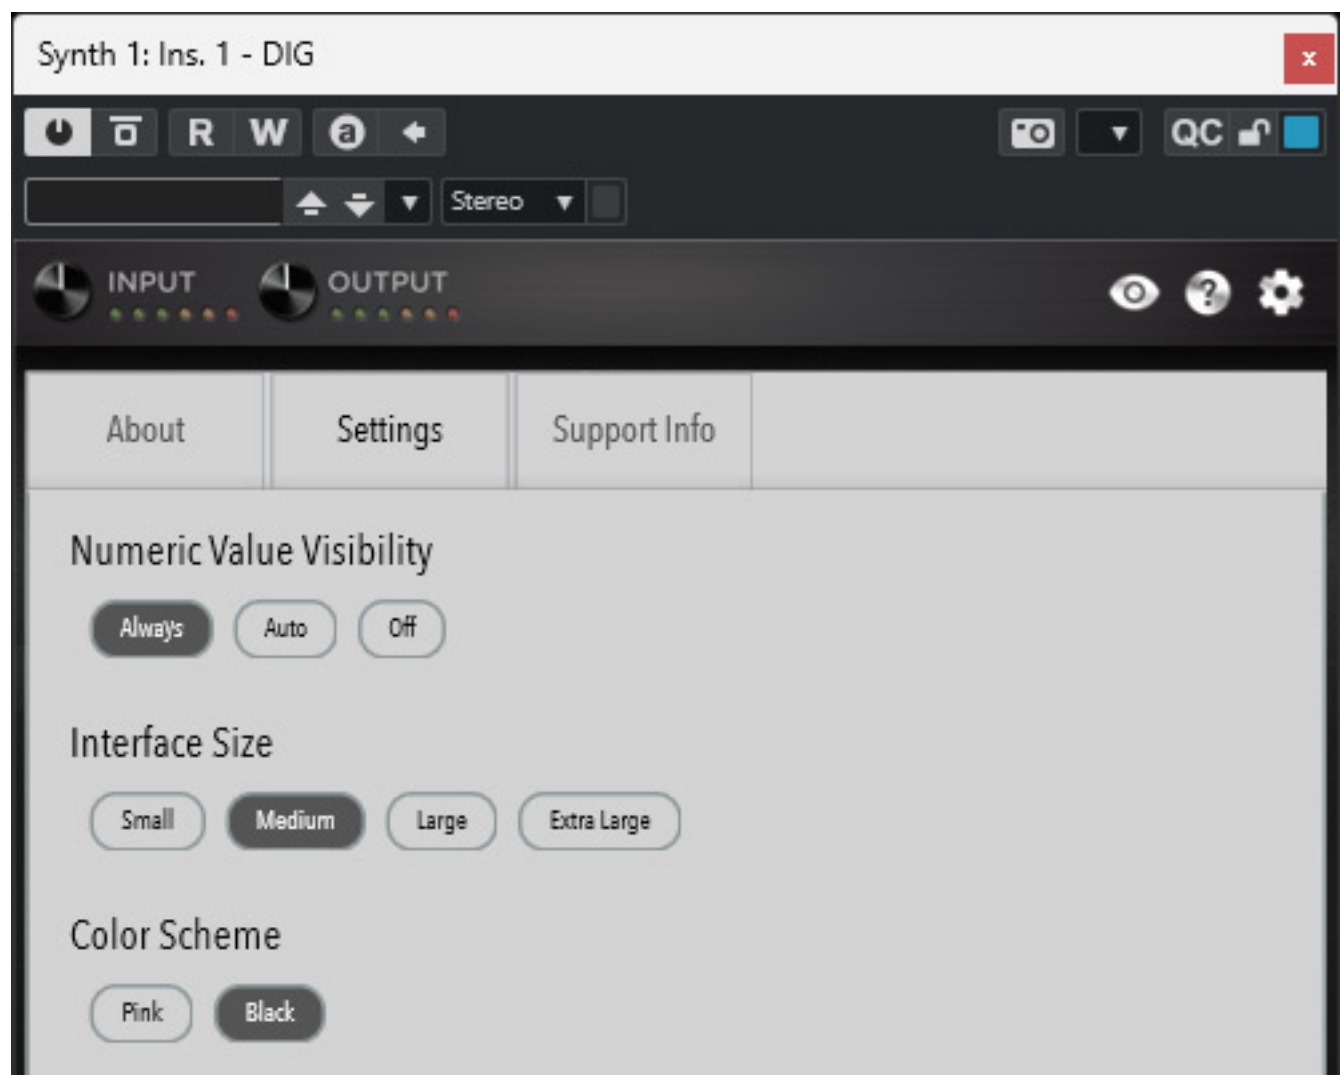 Synth 1: Ins. 1 - DIG
x
R W a
QC
Stereo
INPUT OUTPUT
?
About Settings Support Info
Numeric Value Visibility
Always Auto Off
Interface Size
Small Medium Large Extra Large
Color Scheme
Pink Black